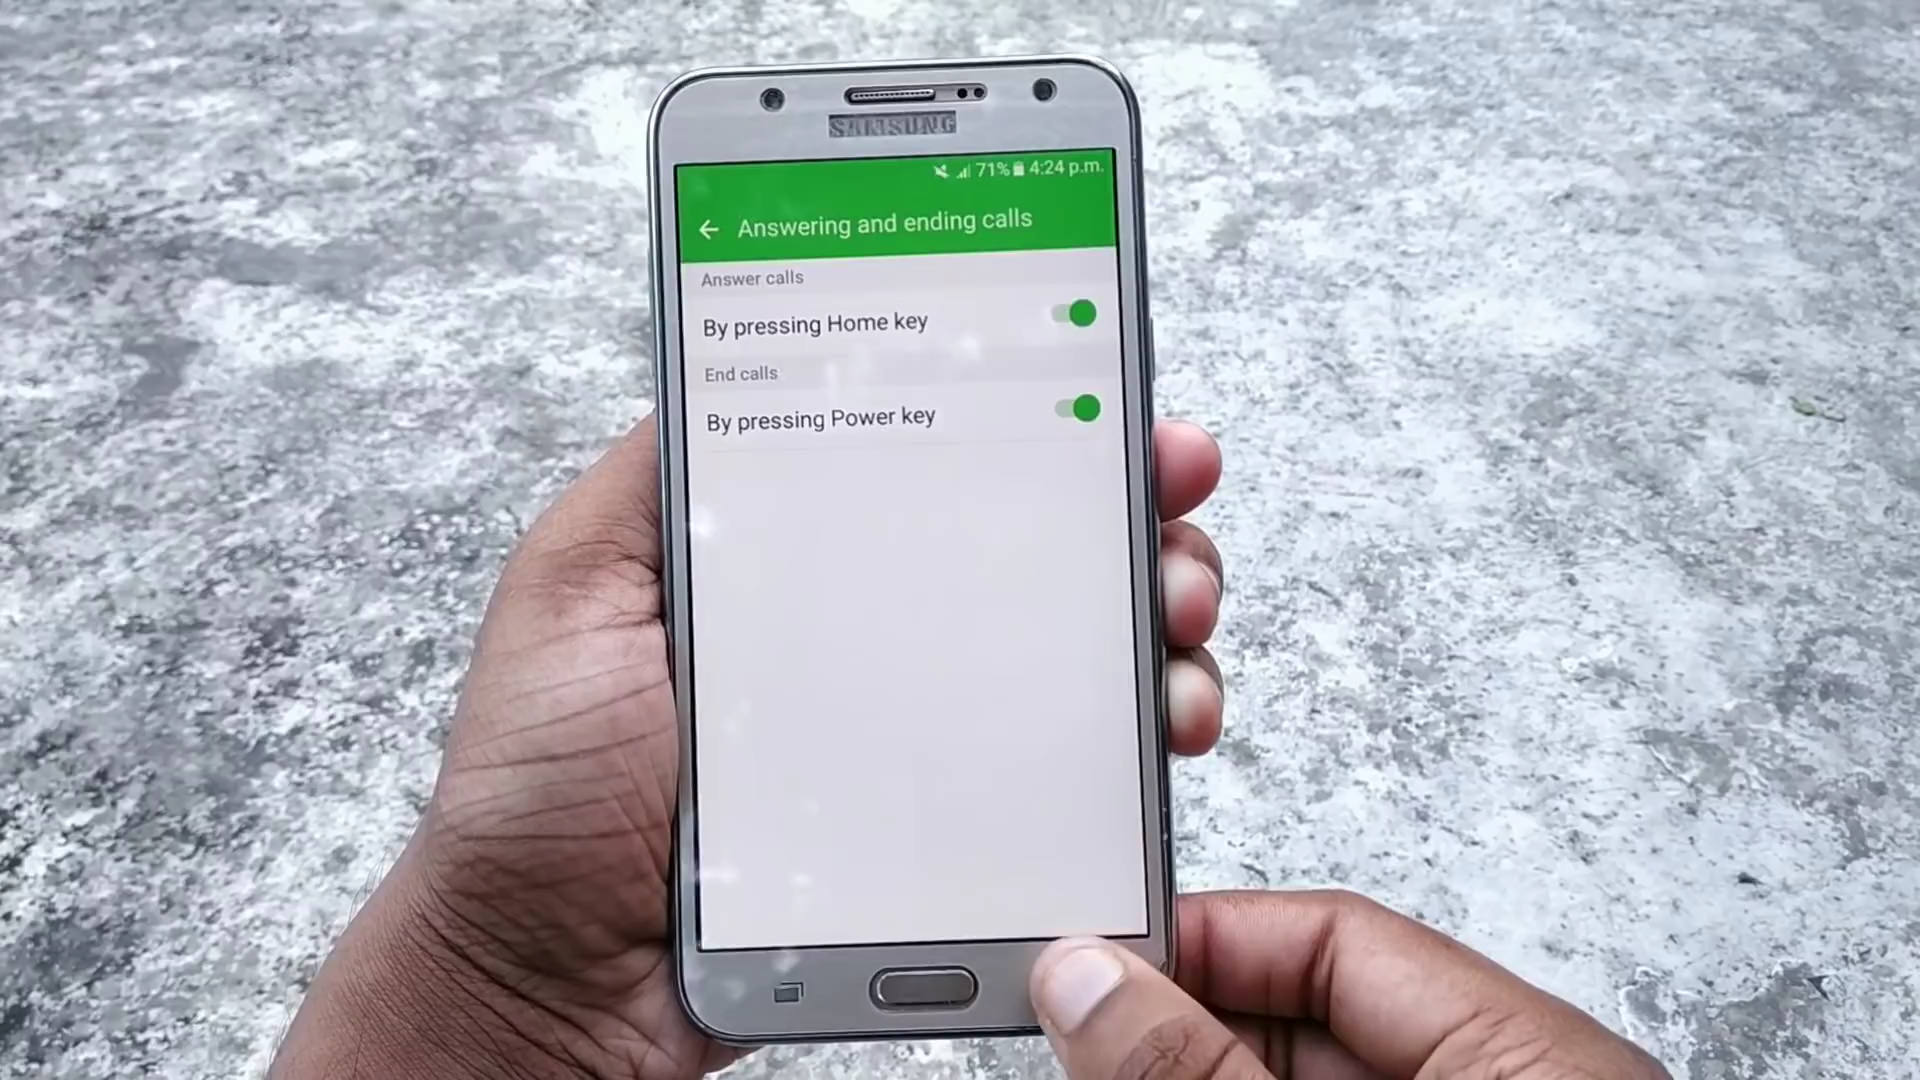 SAMSUNG
71% 4:24 p.m.
Answering and ending calls
Answer calls
By pressing Home key
End calls
By pressing Power key